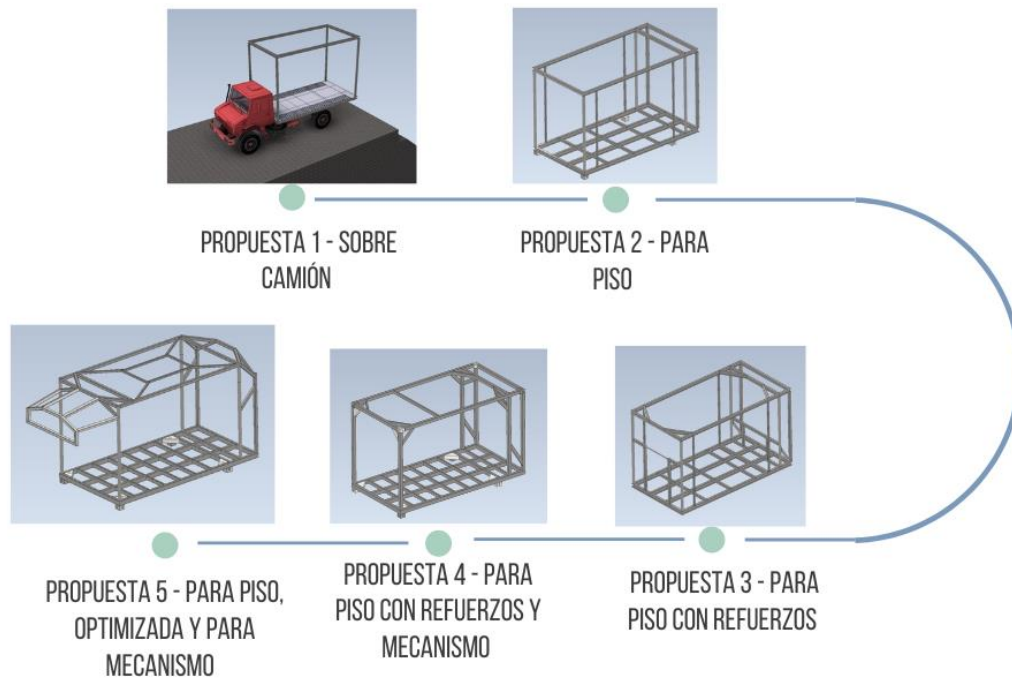 PROPUESTA 1 - SOBRE
CAMIÓN
PROPUESTA 2 - PARA
PISO
PROPUESTA 3 - PARA
PISO CON REFUERZOS
PROPUESTA 4 - PARA
PISO CON REFUERZOS Y
MECANISMO
PROPUESTA 5 - PARA PISO,
OPTIMIZADA Y PARA
MECANISMO